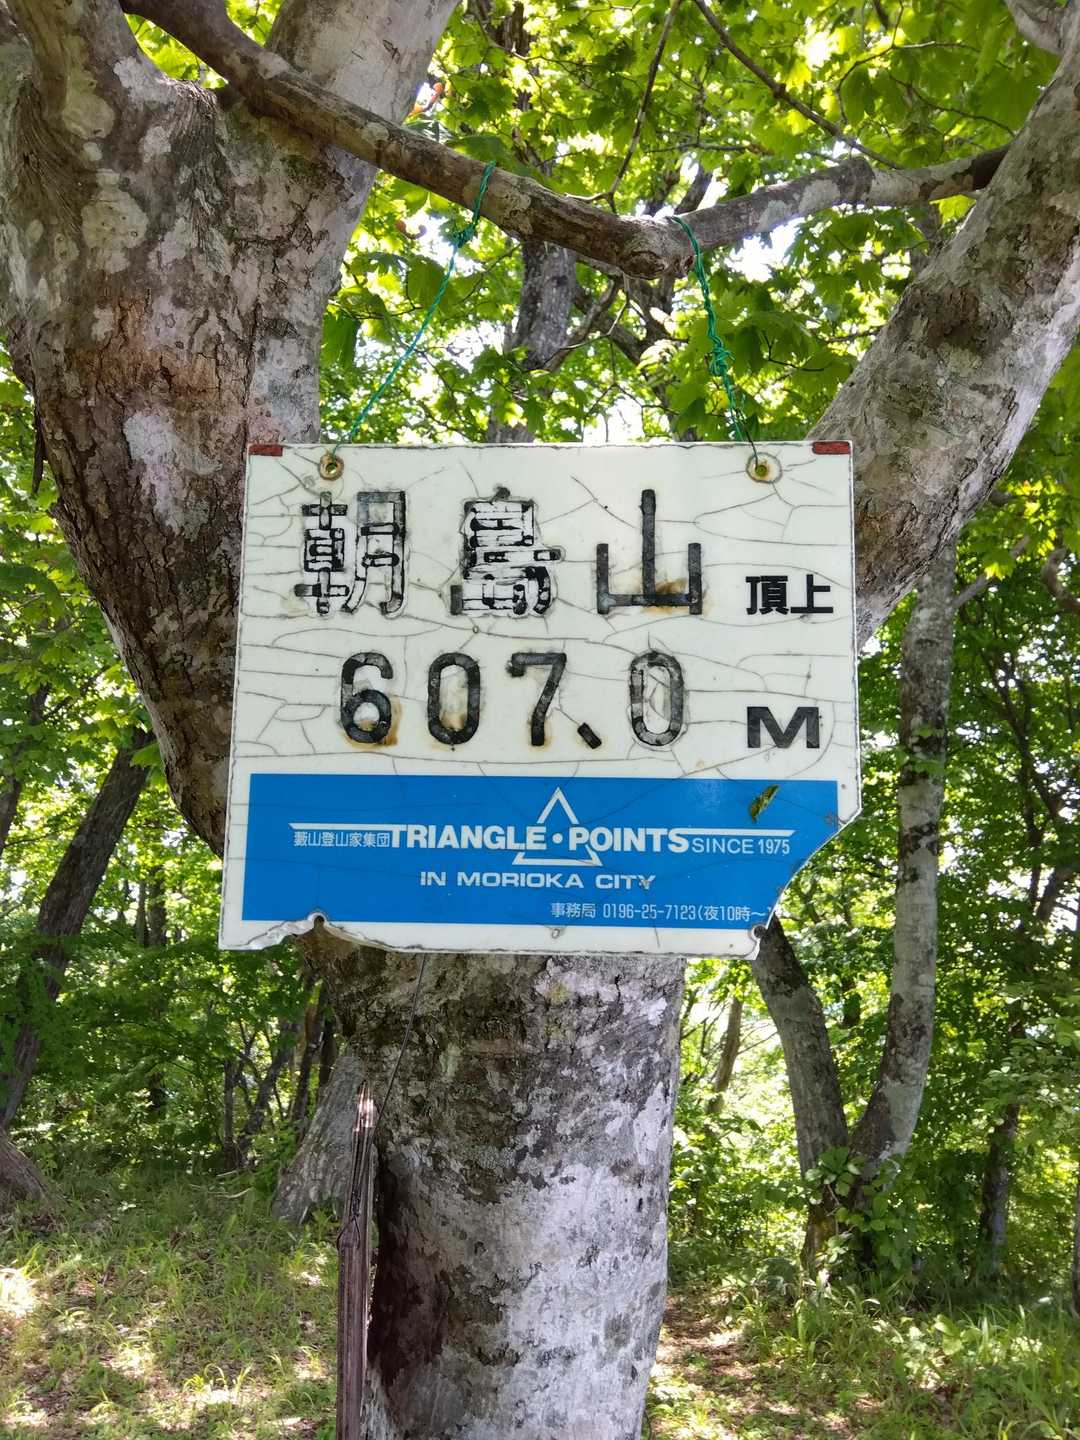 朝島山 頂上
607.0 M
藪山登山家集団 TRIANGLE・POINTS SINCE 1975
IN MORIOKA CITY
事務局 0196-25-7123(夜10時〜